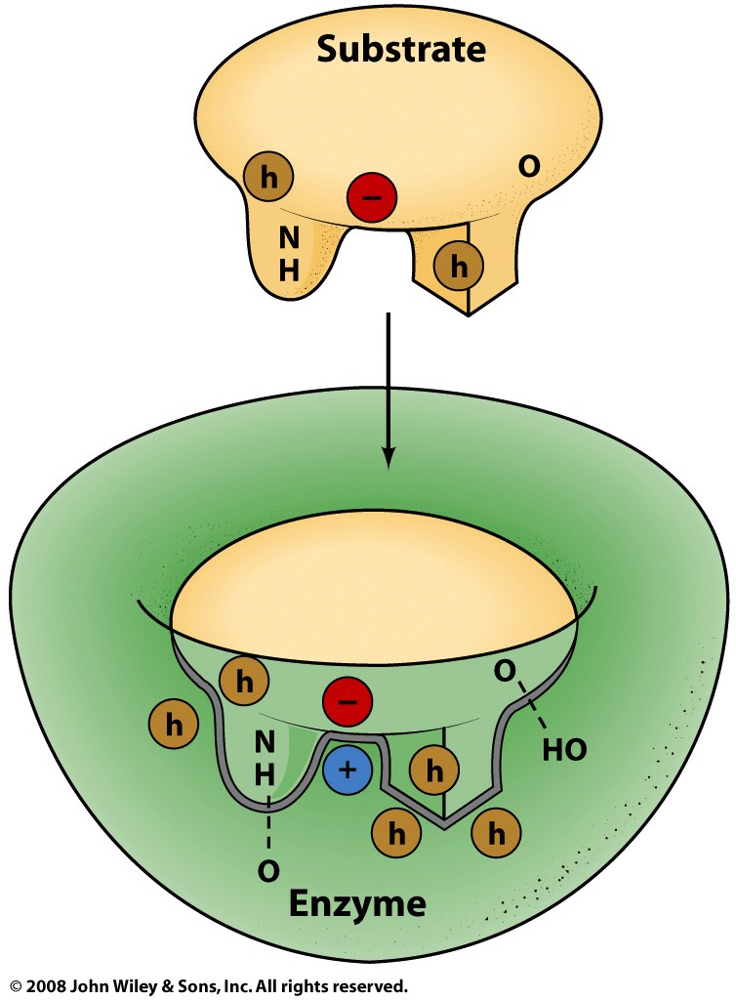 Substrate
h
−
O
N
H
h
h
h
−
O
N
H
+
h
HO
h
h
O
Enzyme
© 2008 John Wiley & Sons, Inc. All rights reserved.